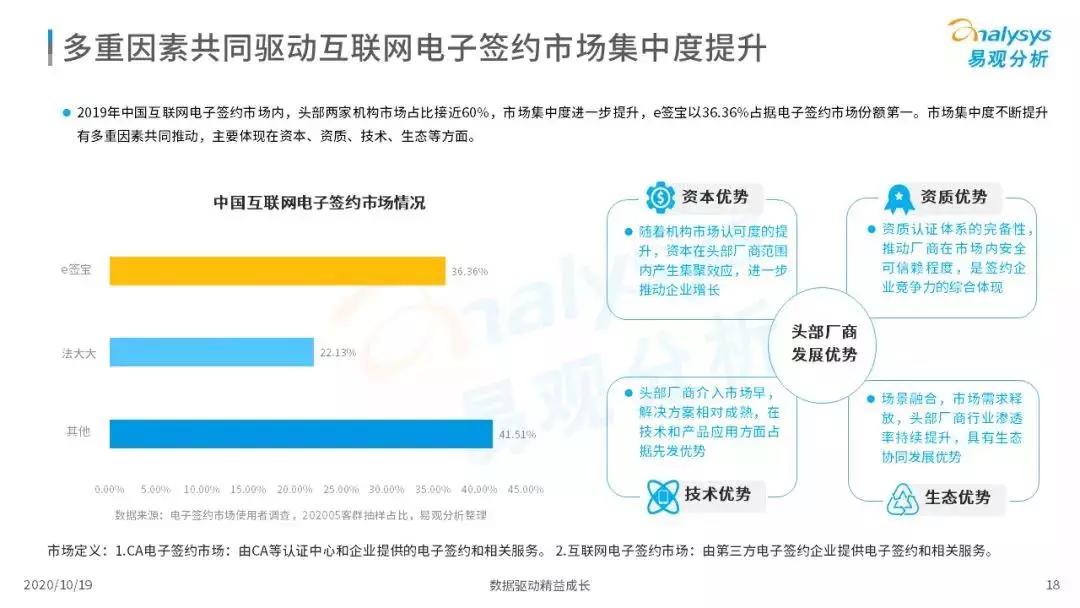 多重因素共同驱动互联网电子签约市场集中度提升
analysys
易观分析
2019年中国互联网电子签约市场内，头部两家机构市场占比接近60%，市场集中度进一步提升，e签宝以36.36%占据电子签约市场份额第一。市场集中度不断提升
有多重因素共同推动，主要体现在资本、资质、技术、生态等方面。
中国互联网电子签约市场情况
e签宝
36.36%
法大大
22.13%
其他
41.51%
0.00% 5.00% 10.00% 15.00% 20.00% 25.00% 30.00% 35.00% 40.00% 45.00%
数据来源：电子签约市场使用者调查，202005客群抽样占比，易观分析整理
资本优势
随着机构市场认可度的提
升，资本在头部厂商范围
内产生集聚效应，进一步
推动企业增长
资质优势
资质认证体系的完备性，
推动厂商在市场内安全
可信赖程度，是签约企
业竞争力的综合体现
头部厂商
发展优势
头部厂商介入市场早，
解决方案相对成熟，在
技术和产品应用方面占
据先发优势
技术优势
场景融合，市场需求释
放，头部厂商行业渗透
率持续提升，具有生态
协同发展优势
生态优势
analysys
易观分析
市场定义：1.CA电子签约市场：由CA等认证中心和企业提供的电子签约和相关服务。 2.互联网电子签约市场：由第三方电子签约企业提供电子签约和相关服务。
2020/10/19
数据驱动精益成长
18